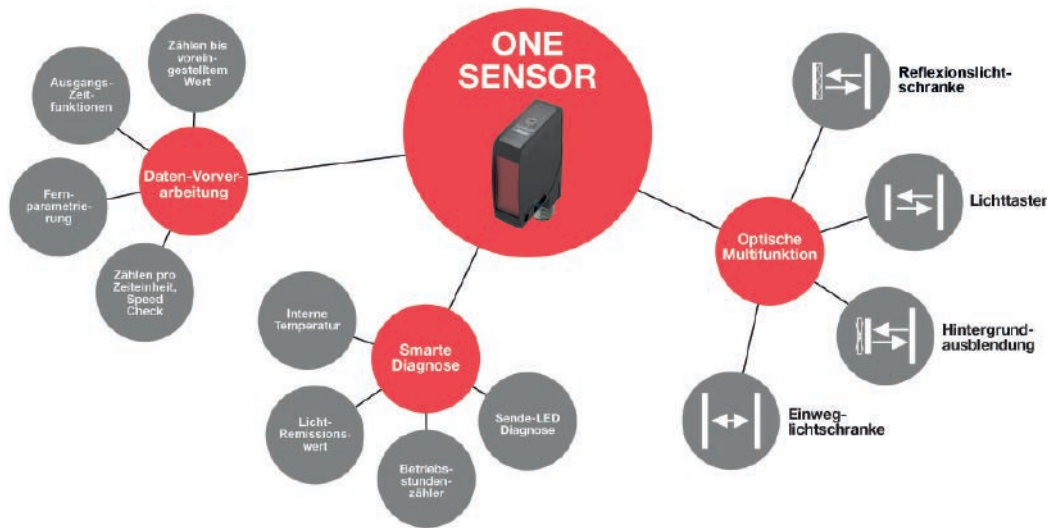 ONE
SENSOR
Zählen bis
vorein-
gestelltem
Wert
Ausgangs-
Zeit-
funktionen
Daten-Vorver-
arbeitung
Fern-
parametrie-
rung
Zählen pro
Zeiteinheit,
Speed
Check
Interne
Temperatur
Smarte
Diagnose
Licht-
Remissions-
wert
Betriebs-
stunden-
zähler
Sende-LED
Diagnose
Optische
Multifunktion
Reflexionslicht-
schranke
Lichttaster
Hintergrund-
ausblendung
Einweg-
lichtschranke